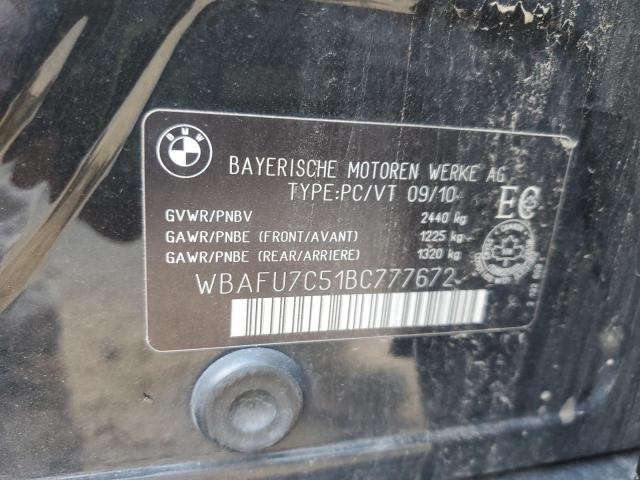 BMW
BAYERISCHE MOTOREN WERKE AG
TYPE:PC/VT 09/10
GVWR/PNBV 2440 kg
GAWR/PNBE (FRONT/AVANT) 1225 kg
GAWR/PNBE (REAR/ARRIERE) 1320 kg
EC
WBAFU7C51BC777672